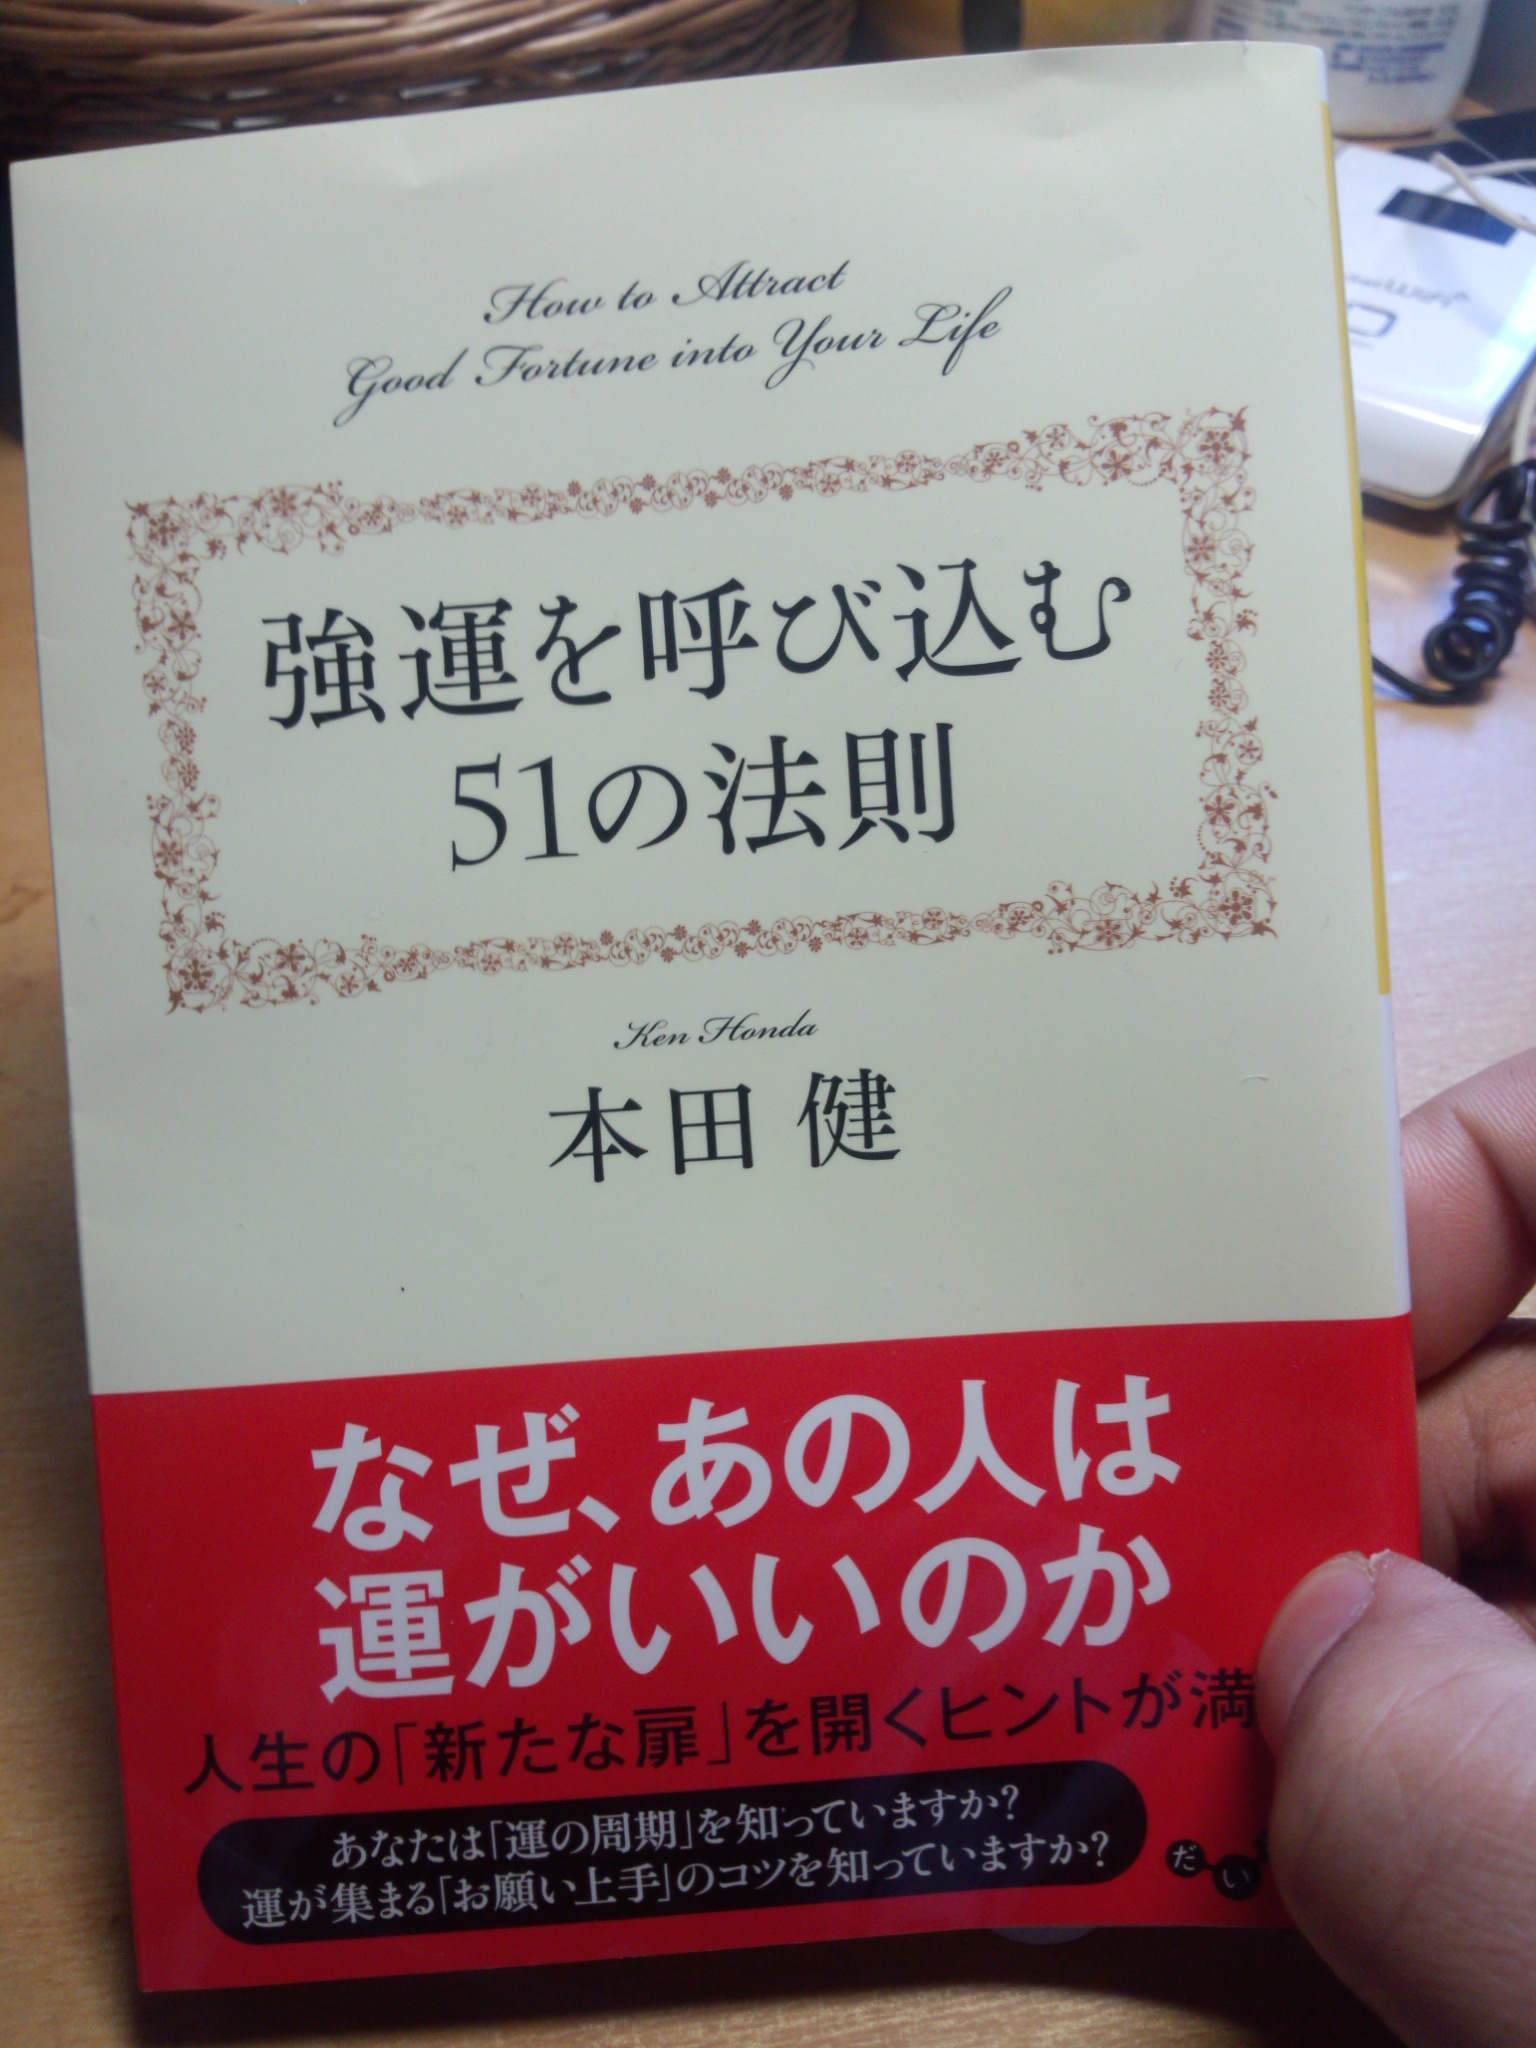 How to Attract
Good Fortune into Your Life
強運を呼び込む
51の法則
Ken Honda
本田 健
なぜ、あの人は
運がいいのか
人生の「新たな扉」を開くヒントが満
あなたは「運の周期」を知っていますか?
運が集まる「お願い上手」のコツを知っていますか?
だい